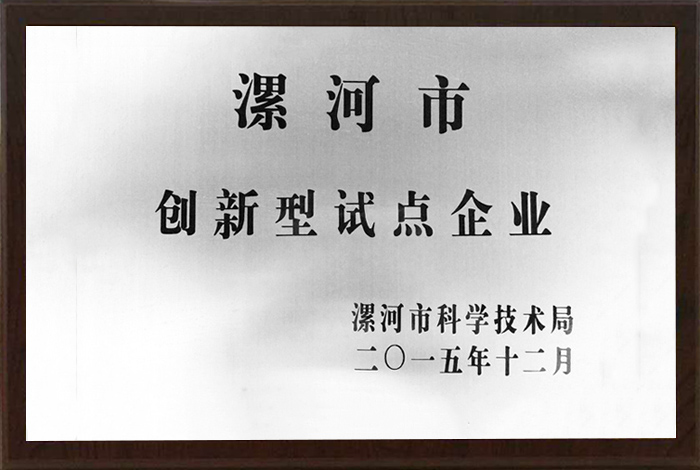 漯河市
创新型试点企业
漯河市科学技术局
二〇一五年十二月